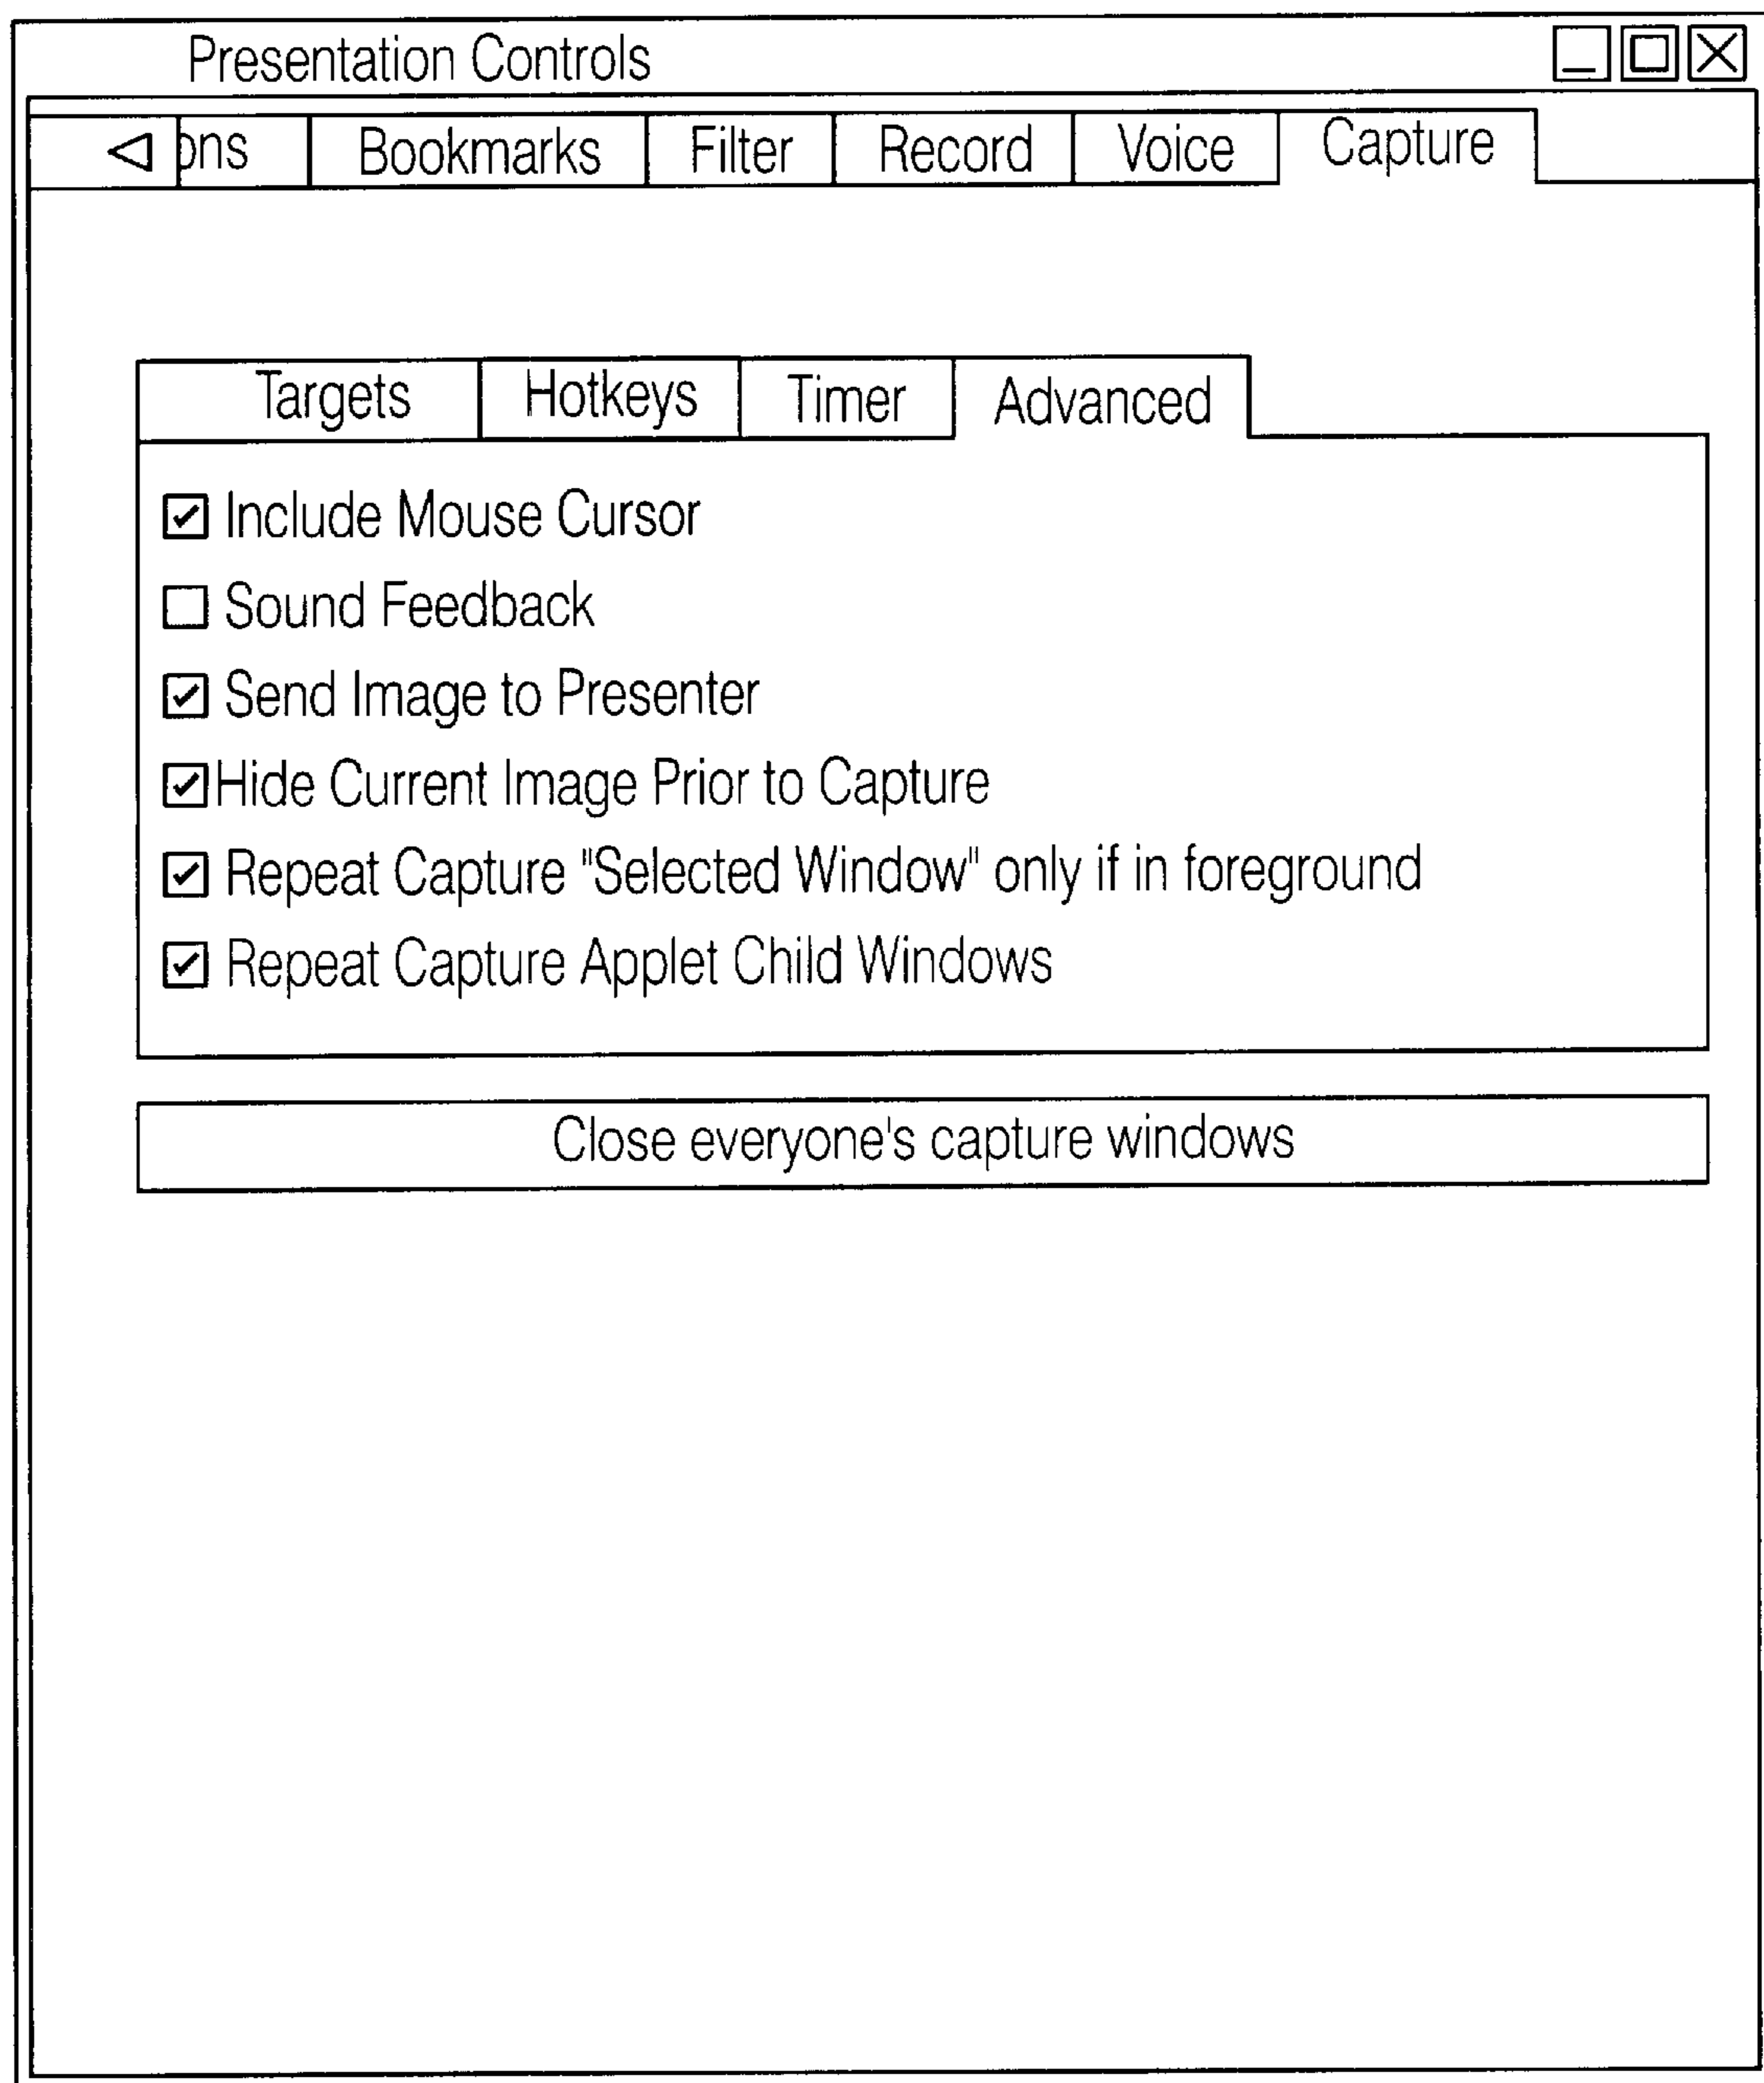 Presentation Controls
ons Bookmarks Filter Record Voice Capture
Targets Hotkeys Timer Advanced
Include Mouse Cursor
Sound Feedback
Send Image to Presenter
Hide Current Image Prior to Capture
Repeat Capture "Selected Window" only if in foreground
Repeat Capture Applet Child Windows
Close everyone's capture windows